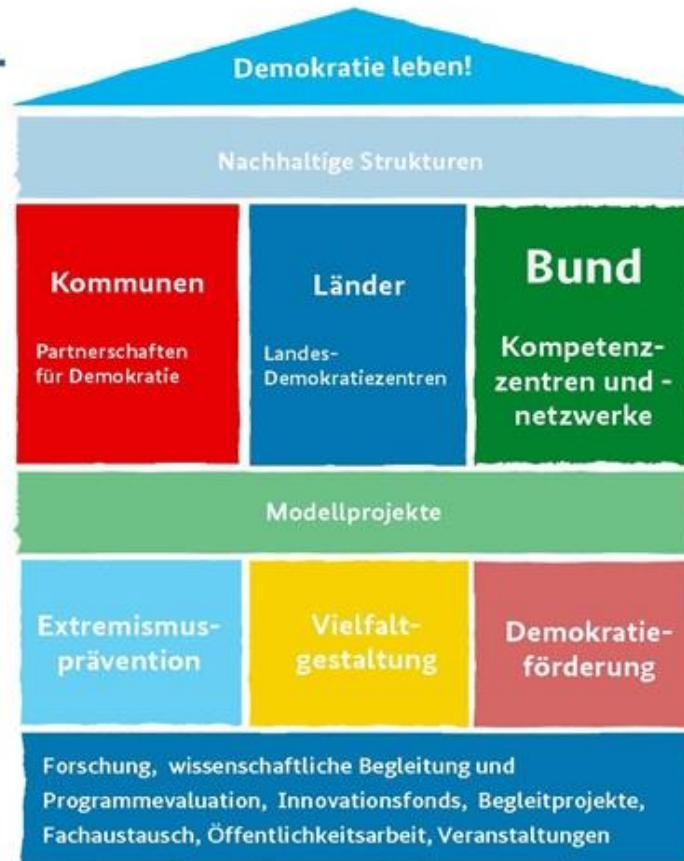 Demokratie leben!
Nachhaltige Strukturen
Kommunen
Partnerschaften
für Demokratie
Länder
Landes-
Demokratiezentren
Bund
Kompetenz-
zentren und -
netzwerke
Modellprojekte
Extremismus-
prävention
Vielfalt-
gestaltung
Demokratie-
förderung
Forschung, wissenschaftliche Begleitung und
Programmevaluation, Innovationsfonds, Begleitprojekte,
Fachaustausch, Öffentlichkeitsarbeit, Veranstaltungen